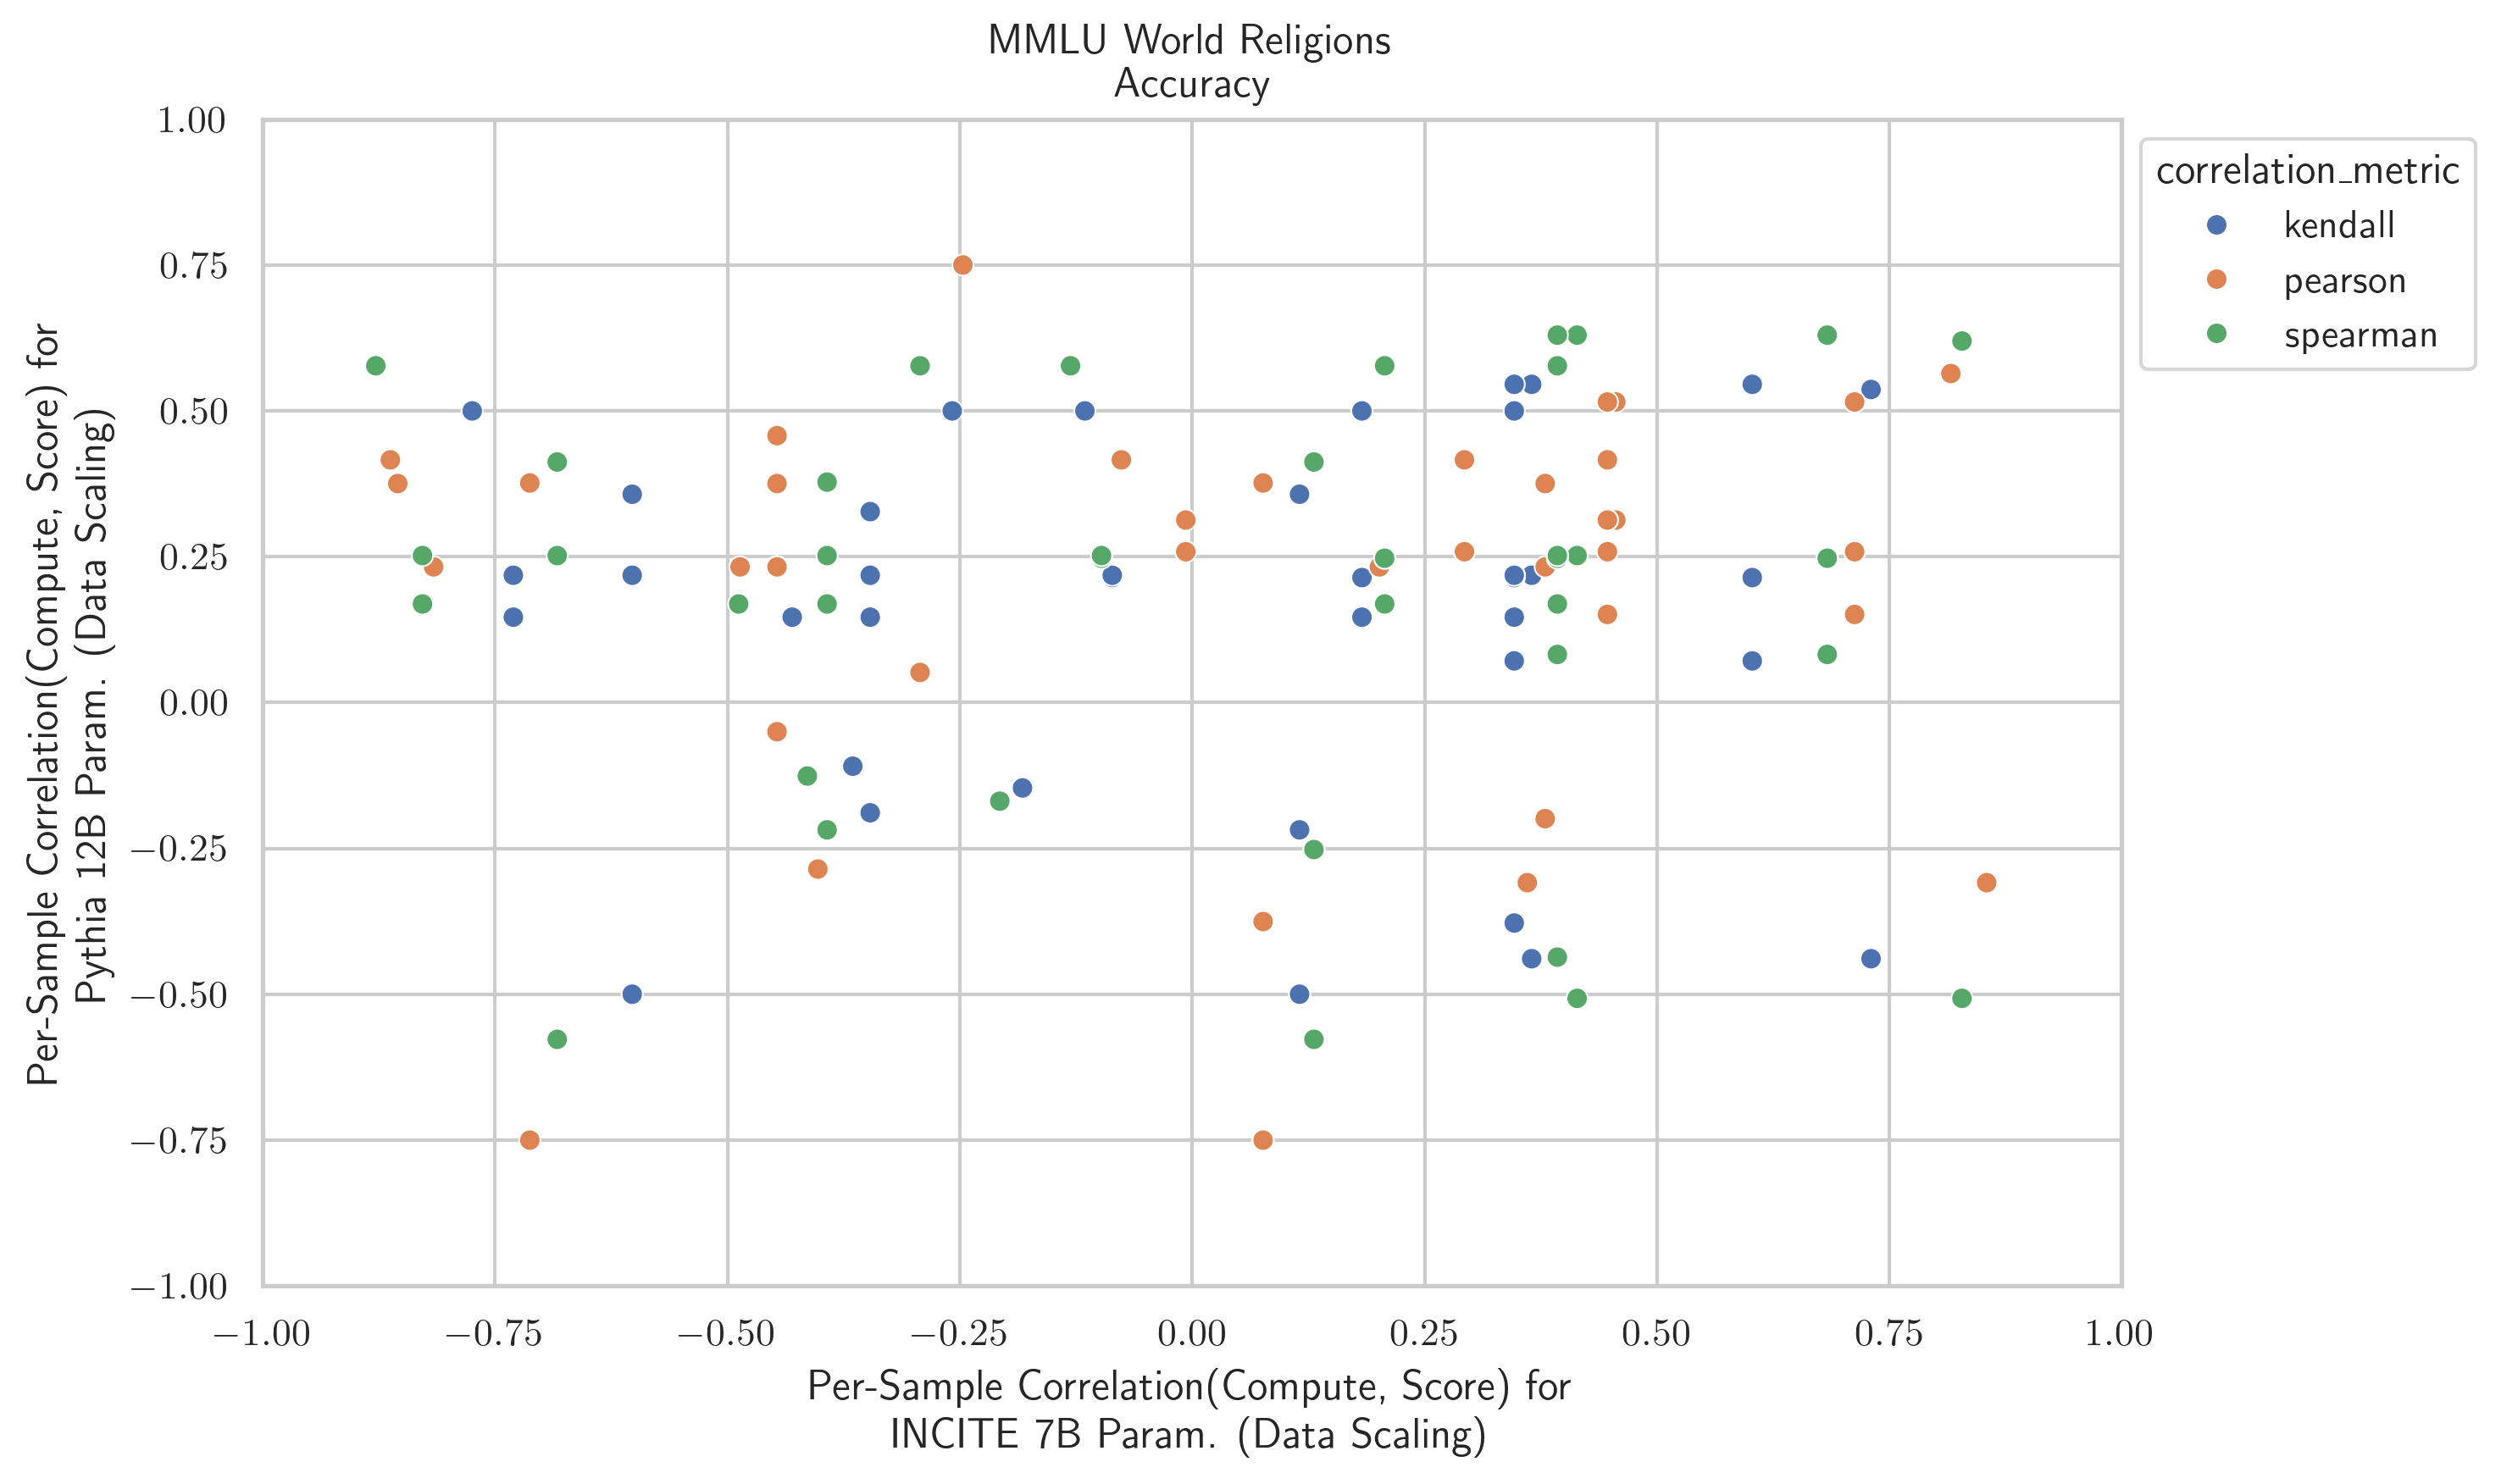 MMLU World Religions
Accuracy
1.00
0.75
0.50
0.25
0.00
−0.25
−0.50
−0.75
−1.00
Per-Sample Correlation(Compute, Score) for
Pythia 12B Param. (Data Scaling)
−1.00 −0.75 −0.50 −0.25 0.00 0.25 0.50 0.75 1.00
Per-Sample Correlation(Compute, Score) for
INCITE 7B Param. (Data Scaling)
correlation_metric
kendall
pearson
spearman